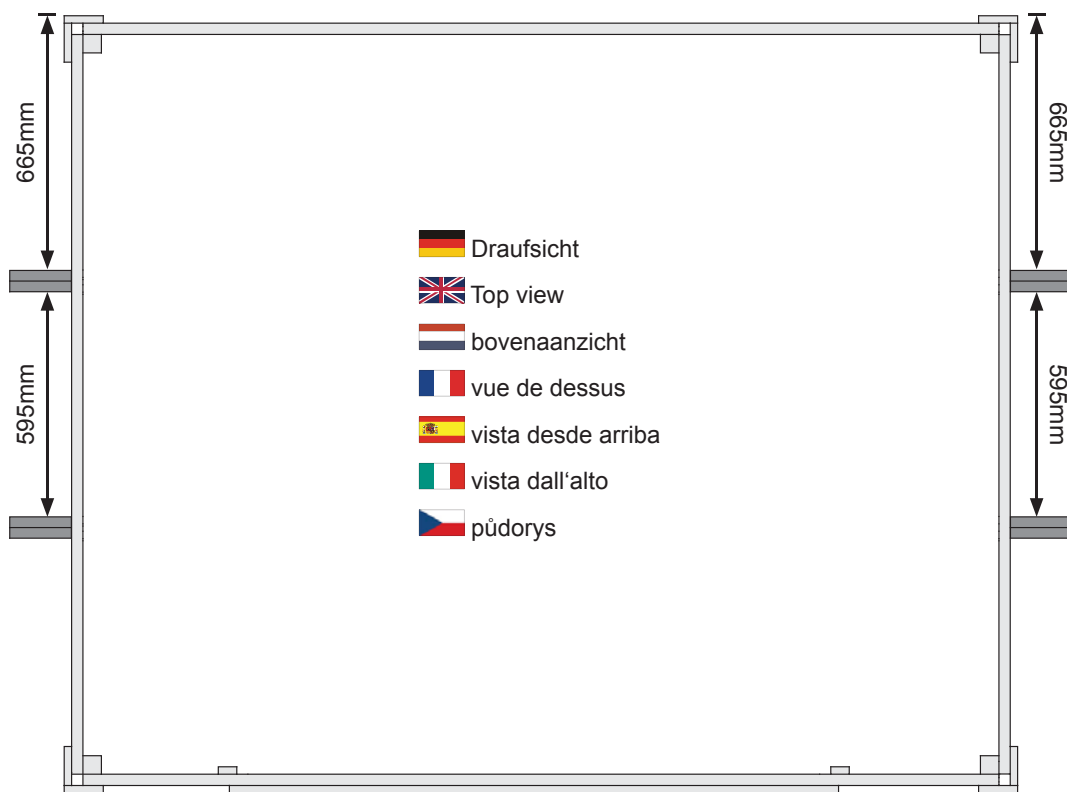 665mm
665mm
Draufsicht
Top view
bovenaanzicht
vue de dessus
595mm
595mm
vista desde arriba
vista dall‘alto
půdorys